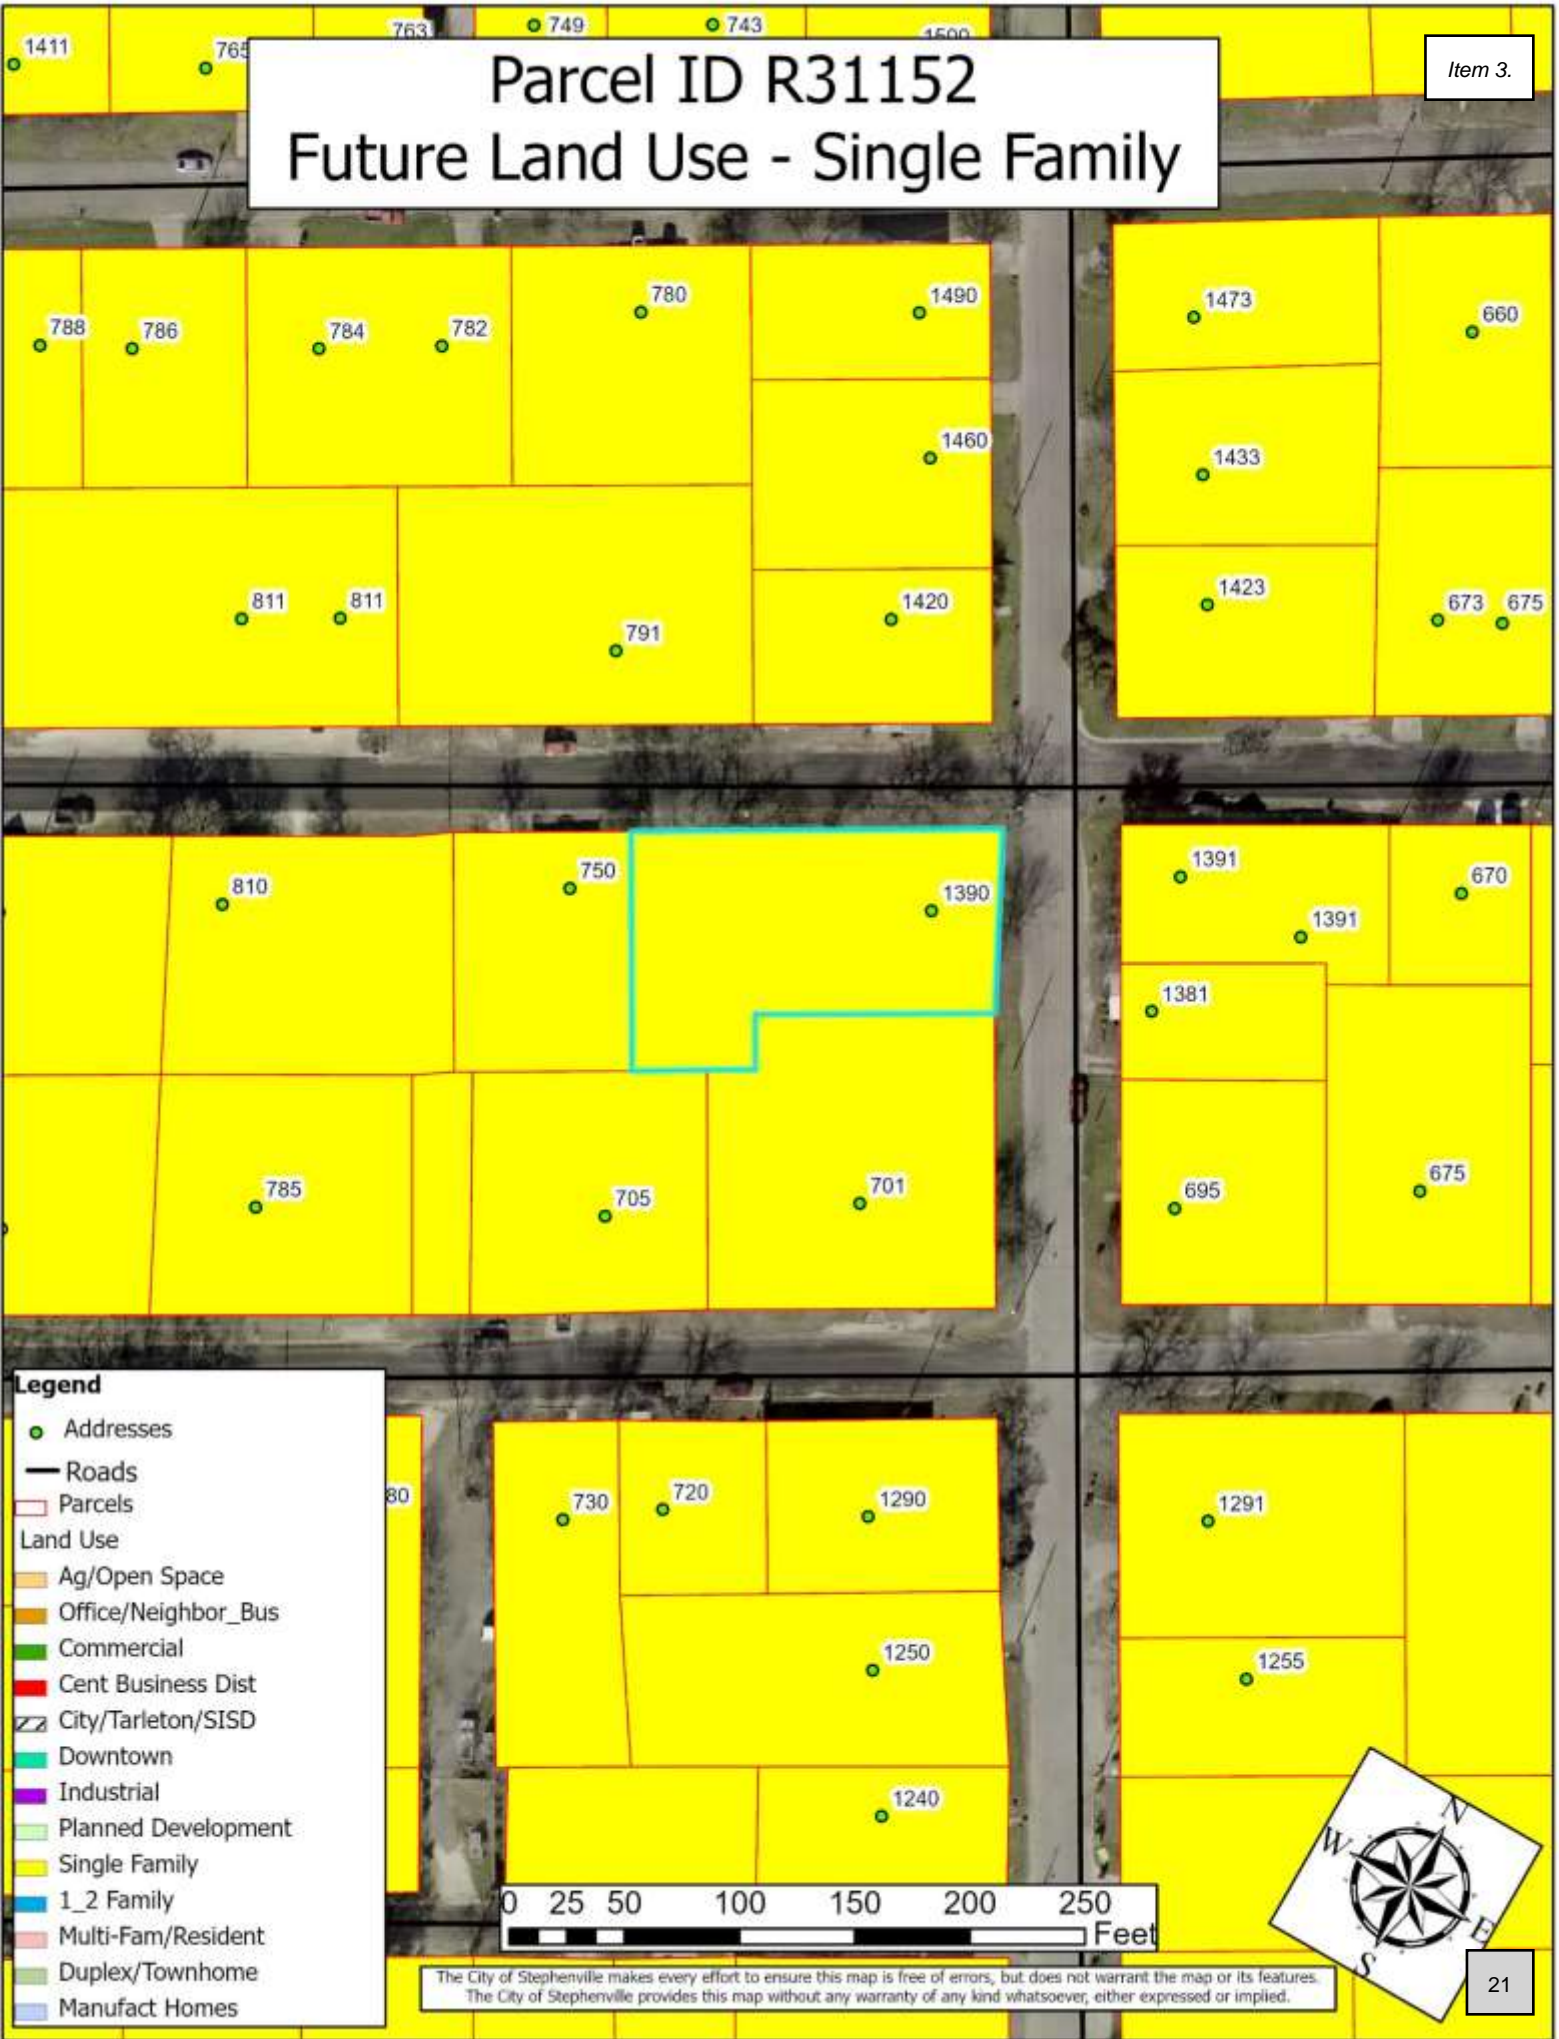 1411
765
763
749
743
1500
Item 3.
Parcel ID R31152
Future Land Use - Single Family
788
786
784
782
780
1490
1473
660
1460
1433
811
811
791
1420
1423
673
675
810
750
1390
1391
1391
670
1381
785
705
701
695
675
Legend
Addresses
Roads
Parcels
Land Use
Ag/Open Space
Office/Neighbor_Bus
Commercial
Cent Business Dist
City/Tarleton/SISD
Downtown
Industrial
Planned Development
Single Family
1_2 Family
Multi-Fam/Resident
Duplex/Townhome
Manufact Homes
80
730
720
1290
1291
1250
1255
1240
N
W
E
S
0 25 50 100 150 200 250
Feet
The City of Stephenville makes every effort to ensure this map is free of errors, but does not warrant the map or its features.
The City of Stephenville provides this map without any warranty of any kind whatsoever, either expressed or implied.
21